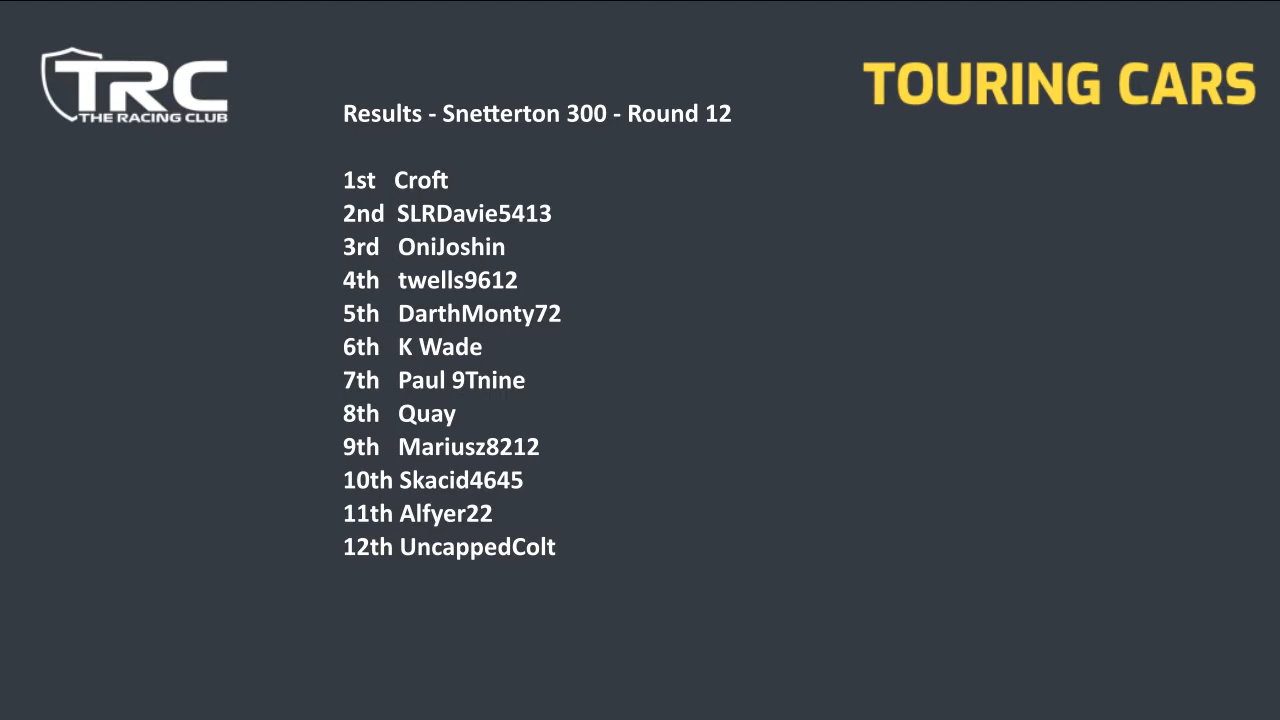 TRC
THE RACING CLUB
TOURING CARS
Results - Snetterton 300 - Round 12
1st Croft
2nd SLRDavie5413
3rd OniJoshin
4th twells9612
5th DarthMonty72
6th K Wade
7th Paul 9Tnine
8th Quay
9th Mariusz8212
10th Skacid4645
11th Alfyer22
12th UncappedColt